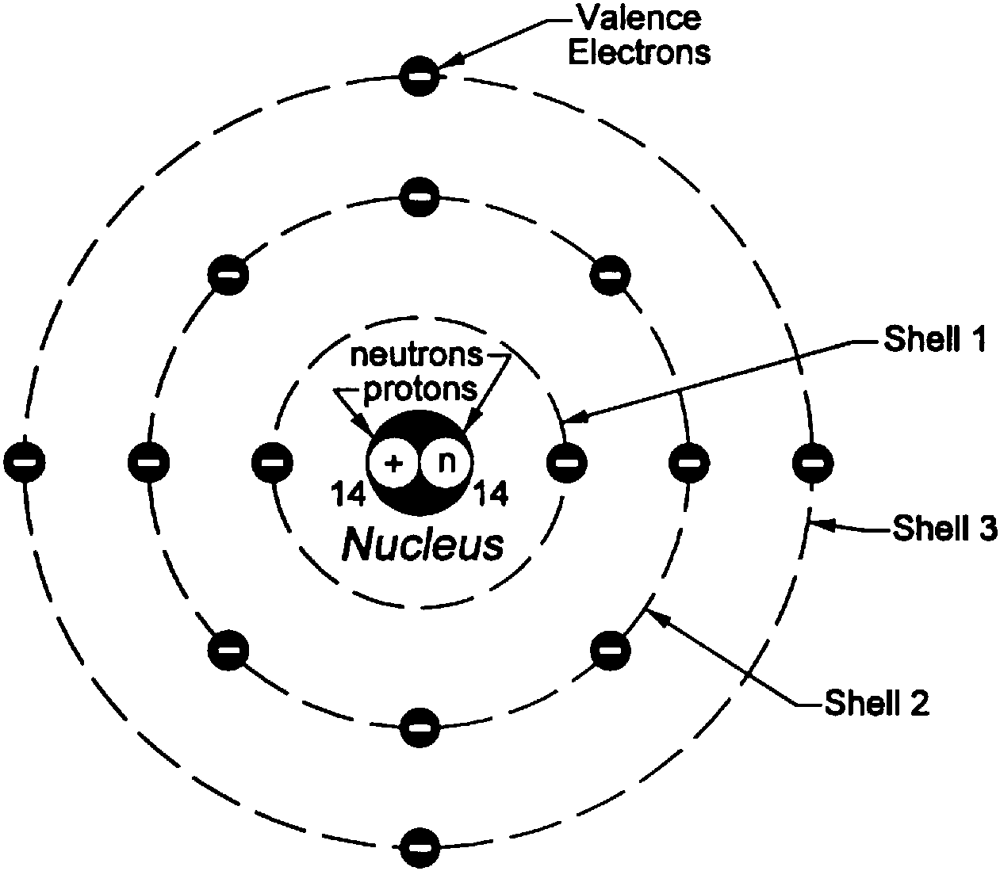 Valence
Electrons
Shell 1
neutrons
protons
+ n
14 14
Nucleus
Shell 3
Shell 2